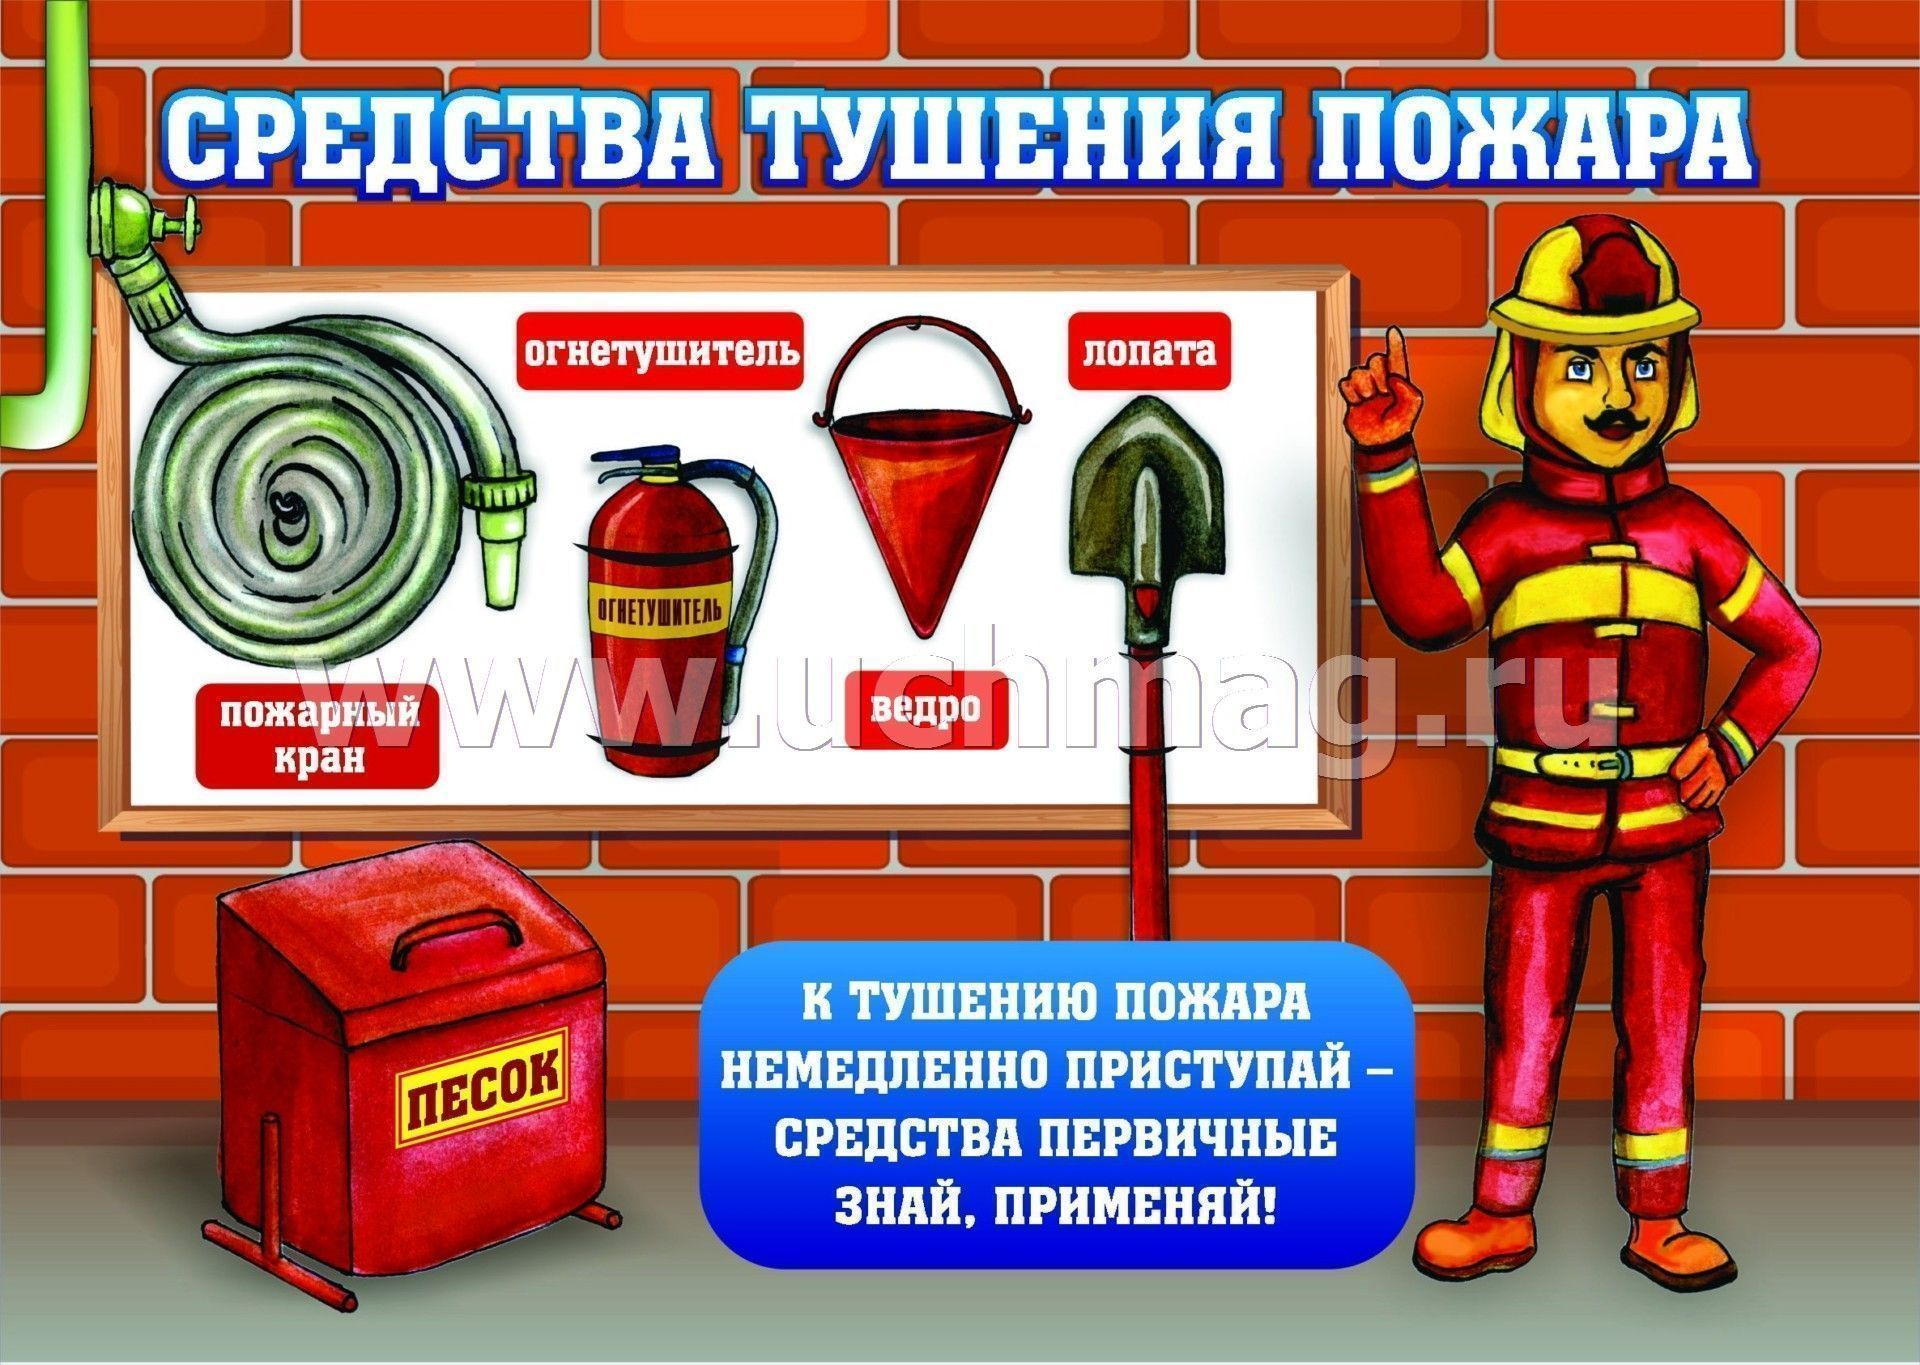 СРЕДСТВА ТУШЕНИЯ ПОЖАРА
огнетушитель
лопата
ОГНЕТУШИТЕЛЬ
пожарный
кран
ведро
www.uchmag.ru
ПЕСОК
К ТУШЕНИЮ ПОЖАРА
НЕМЕДЛЕННО ПРИСТУПАЙ –
СРЕДСТВА ПЕРВИЧНЫЕ
ЗНАЙ, ПРИМЕНЯЙ!